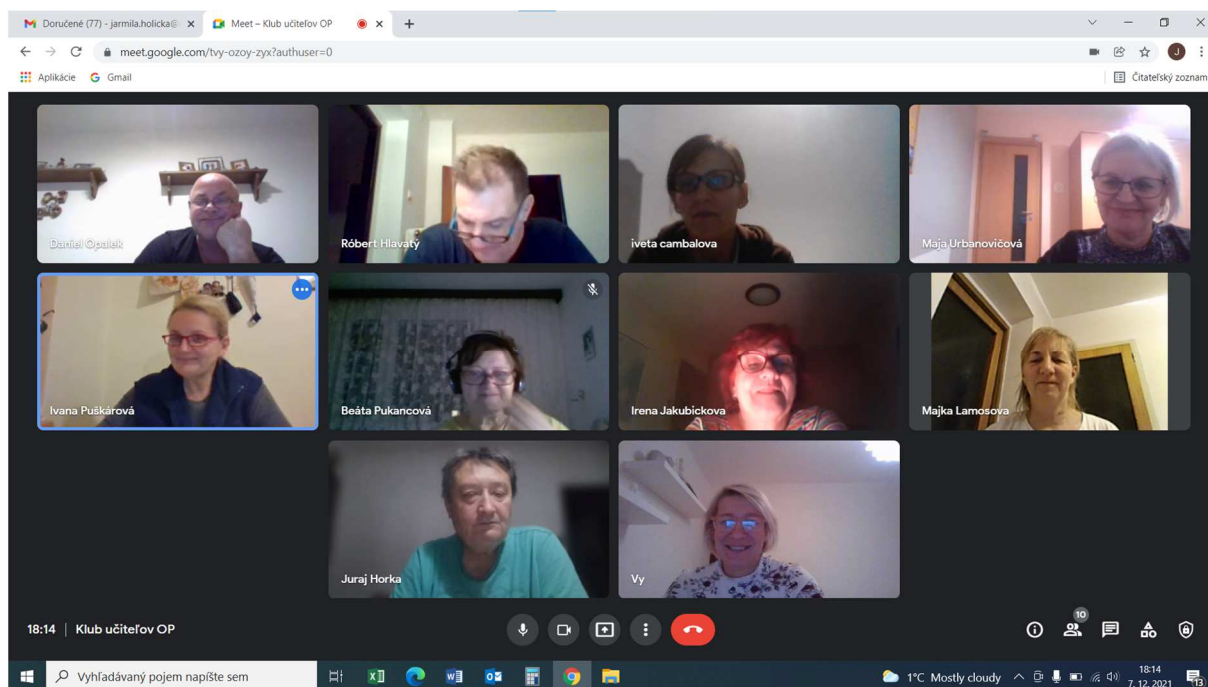 Doručené (77) - jarmila.holicka@
Meet – Klub učiteľov OP
meet.google.com/tvy-ozoy-zyx?authuser=0
J
Aplikácie
G Gmail
Čitateľský zoznam
Daniel Opalek
Róbert Hlavatý
iveta cambalova
Maja Urbanovičová
Ivana Puškárová
Beáta Pukancová
Irena Jakubickova
Majka Lamosova
Juraj Horka
Vy
18:14 | Klub učiteľov OP
10
Vyhľadávaný pojem napíšte sem
1°C Mostly cloudy
18:14
7. 12. 2021
13